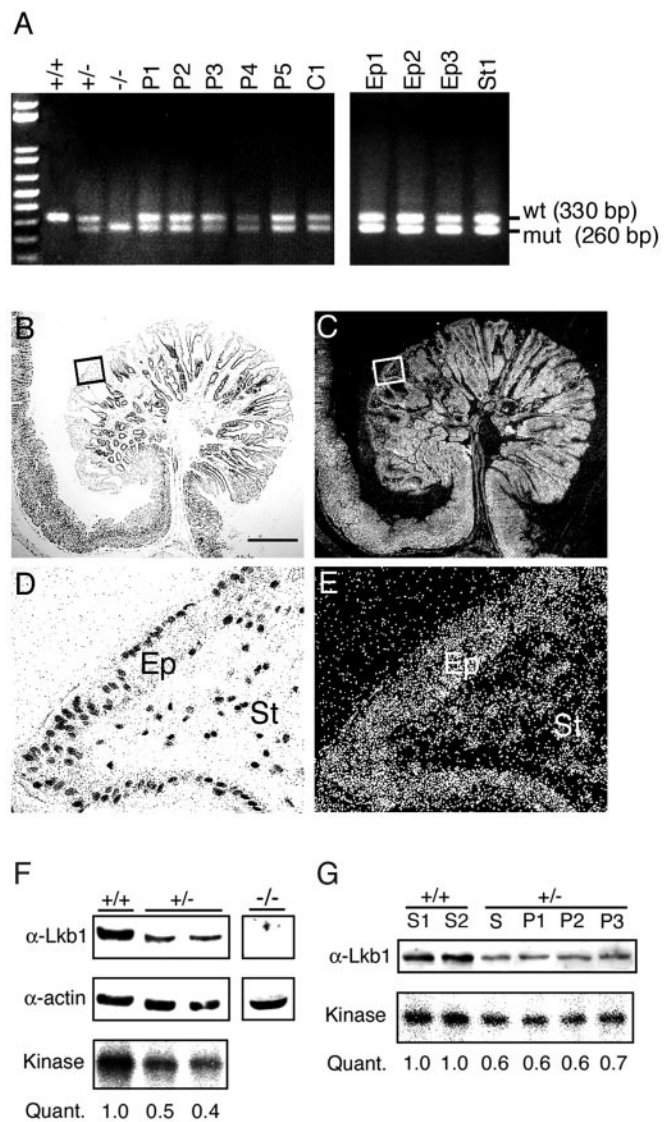 A
+/+ +/- -/- P1 P2 P3 P4 P5 C1 Ep1 Ep2 Ep3 St1
wt (330 bp)
mut (260 bp)
B C
D E
Ep St Ep St
F
+/+ +/- -/-
α-Lkb1
α-actin
Kinase
Quant. 1.0 0.5 0.4
G
+/+ +/-
S1 S2 S P1 P2 P3
α-Lkb1
Kinase
Quant. 1.0 1.0 0.6 0.6 0.6 0.7